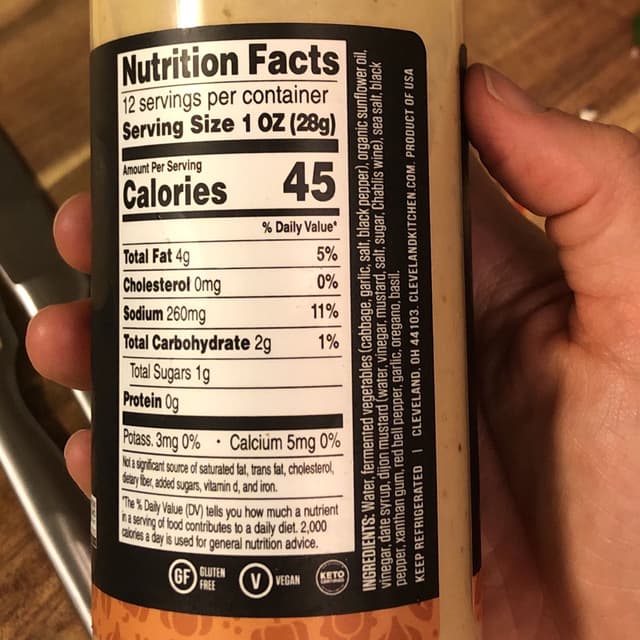 Nutrition Facts
12 servings per container
Serving Size 1 OZ (28g)
Amount Per Serving
Calories 45
% Daily Value*
Total Fat 4g 5%
Cholesterol 0mg 0%
Sodium 260mg 11%
Total Carbohydrate 2g 1%
Total Sugars 1g
Protein 0g
Potass. 3mg 0% • Calcium 5mg 0%
Not a significant source of saturated fat, trans fat, cholesterol,
dietary fiber, added sugars, vitamin d, and iron.
*The % Daily Value (DV) tells you how much a nutrient
in a serving of food contributes to a daily diet. 2,000
calories a day is used for general nutrition advice.
GF GLUTEN
FREE
V VEGAN
KETO
INGREDIENTS: Water, fermented vegetables (cabbage, garlic, salt, black pepper), organic sunflower oil,
vinegar, date syrup, dijon mustard (water, vinegar, mustard, salt, sugar, Chablis wine), sea salt, black
pepper, xanthan gum, red bell pepper, garlic, oregano, basil.
KEEP REFRIGERATED | CLEVELAND, OH 44103. CLEVELANDKITCHEN.COM. PRODUCT OF USA